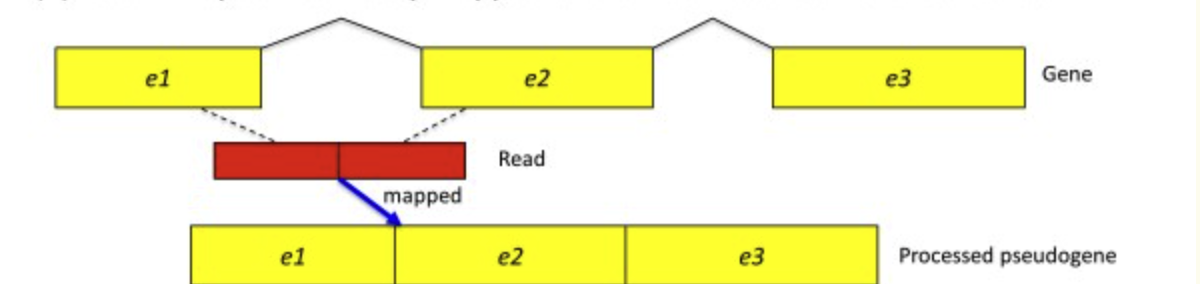 e1 e2 e3 Gene
Read
mapped
e1 e2 e3 Processed pseudogene